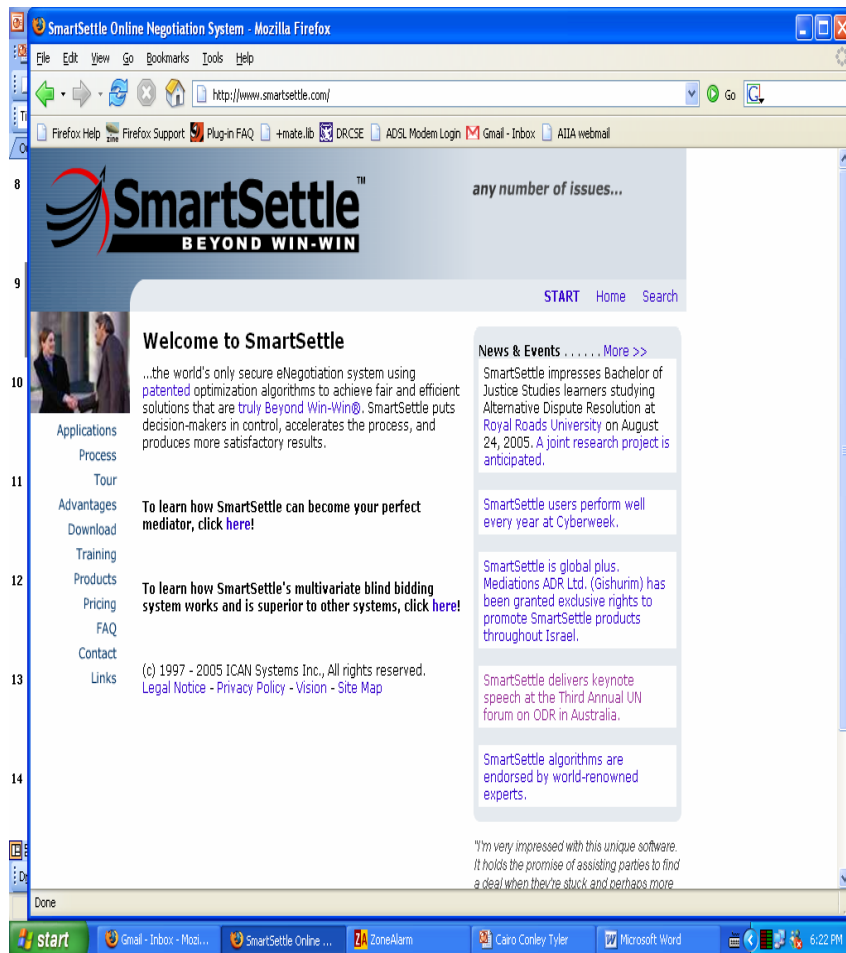 SmartSettle Online Negotiation System - Mozilla Firefox
File Edit View Go Bookmarks Tools Help
http://www.smartsettle.com/
Go
G
Firefox Help Firefox Support Plug-in FAQ +mate.lib DRCSE ADSL Modem Login Gmail - Inbox AIIA webmail
8
9
10
11
12
13
14
SmartSettle™
BEYOND WIN-WIN
any number of issues...
START Home Search
Applications
Process
Tour
Advantages
Download
Training
Products
Pricing
FAQ
Contact
Links
Welcome to SmartSettle
...the world's only secure eNegotiation system using
patented optimization algorithms to achieve fair and efficient
solutions that are truly Beyond Win-Win®. SmartSettle puts
decision-makers in control, accelerates the process, and
produces more satisfactory results.
To learn how SmartSettle can become your perfect
mediator, click here!
To learn how SmartSettle's multivariate blind bidding
system works and is superior to other systems, click here!
(c) 1997 - 2005 ICAN Systems Inc., All rights reserved.
Legal Notice - Privacy Policy - Vision - Site Map
News & Events . . . . . . More >>
SmartSettle impresses Bachelor of
Justice Studies learners studying
Alternative Dispute Resolution at
Royal Roads University on August
24, 2005. A joint research project is
anticipated.
SmartSettle users perform well
every year at Cyberweek.
SmartSettle is global plus.
Mediations ADR Ltd. (Gishurim) has
been granted exclusive rights to
promote SmartSettle products
throughout Israel.
SmartSettle delivers keynote
speech at the Third Annual UN
forum on ODR in Australia.
SmartSettle algorithms are
endorsed by world-renowned
experts.
"I'm very impressed with this unique software.
It holds the promise of assisting parties to find
a deal when they're stuck and perhaps more
Done
start Gmail - Inbox - Mozi... SmartSettle Online ... ZA ZoneAlarm Cairo Conley Tyler Microsoft Word 6:22 PM